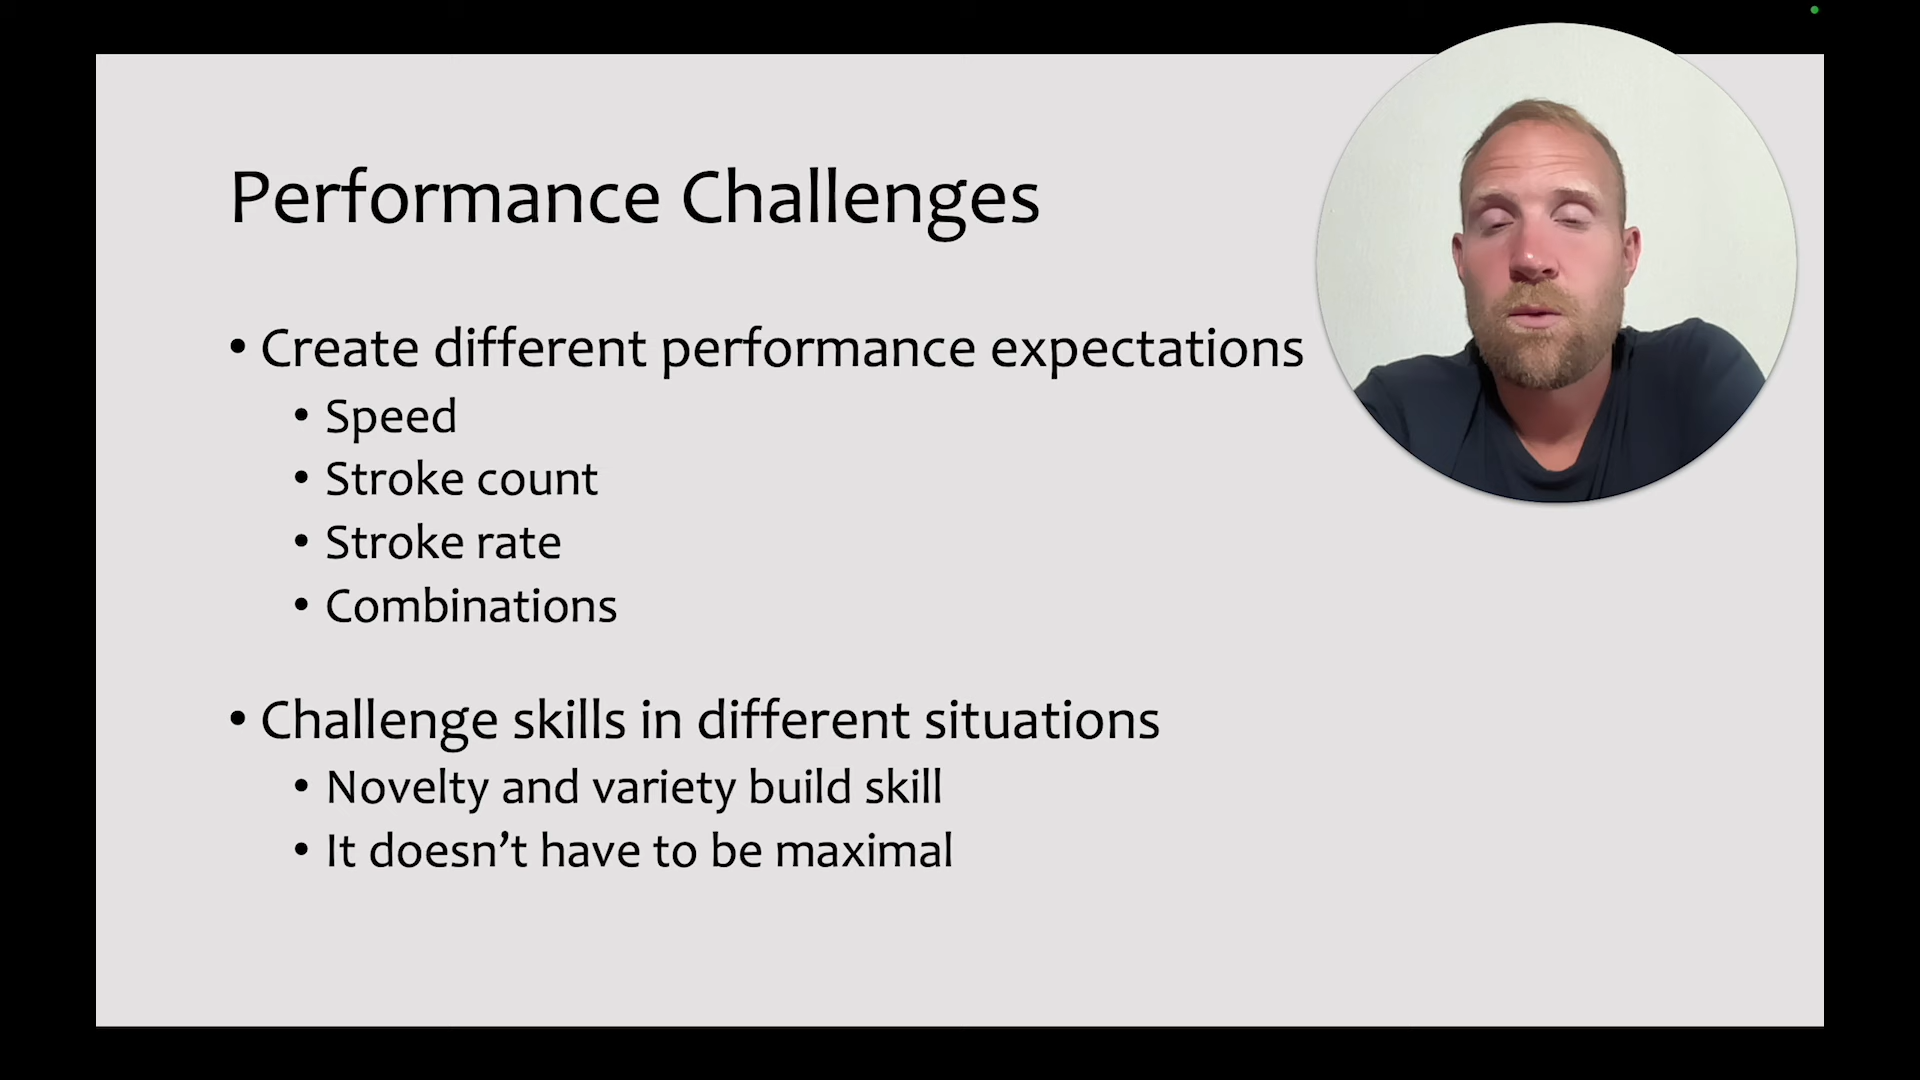 Performance Challenges
• Create different performance expectations
• Speed
• Stroke count
• Stroke rate
• Combinations
• Challenge skills in different situations
• Novelty and variety build skill
• It doesn’t have to be maximal